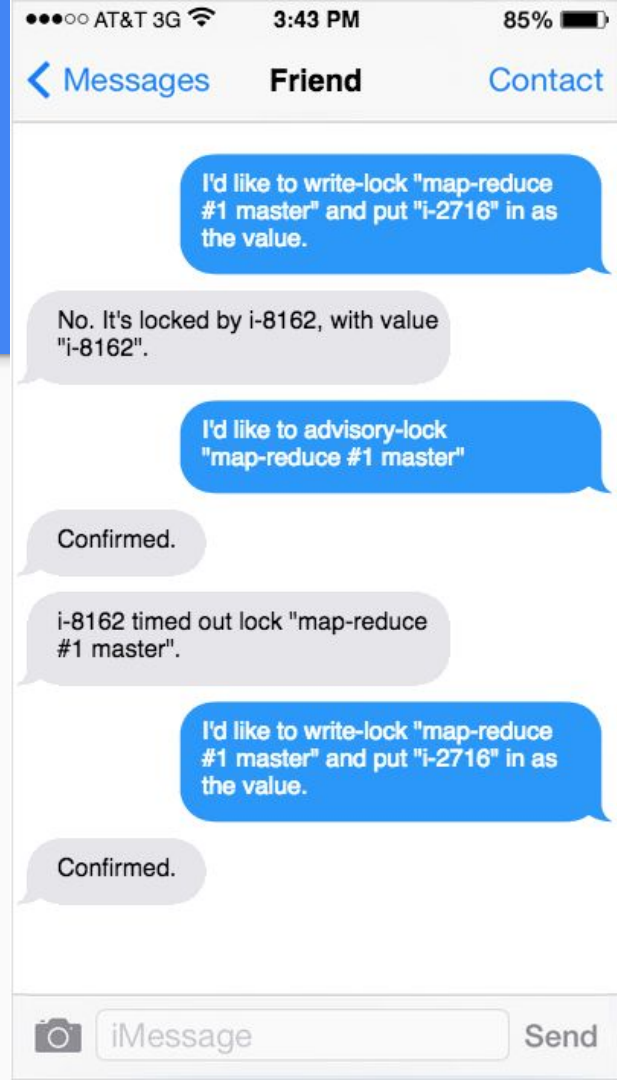 AT&T 3G 3:43 PM 85%
Messages Friend Contact
I'd like to write-lock "map-reduce
#1 master" and put "i-2716" in as
the value.
No. It's locked by i-8162, with value
"i-8162".
I'd like to advisory-lock
"map-reduce #1 master"
Confirmed.
i-8162 timed out lock "map-reduce
#1 master".
I'd like to write-lock "map-reduce
#1 master" and put "i-2716" in as
the value.
Confirmed.
iMessage Send